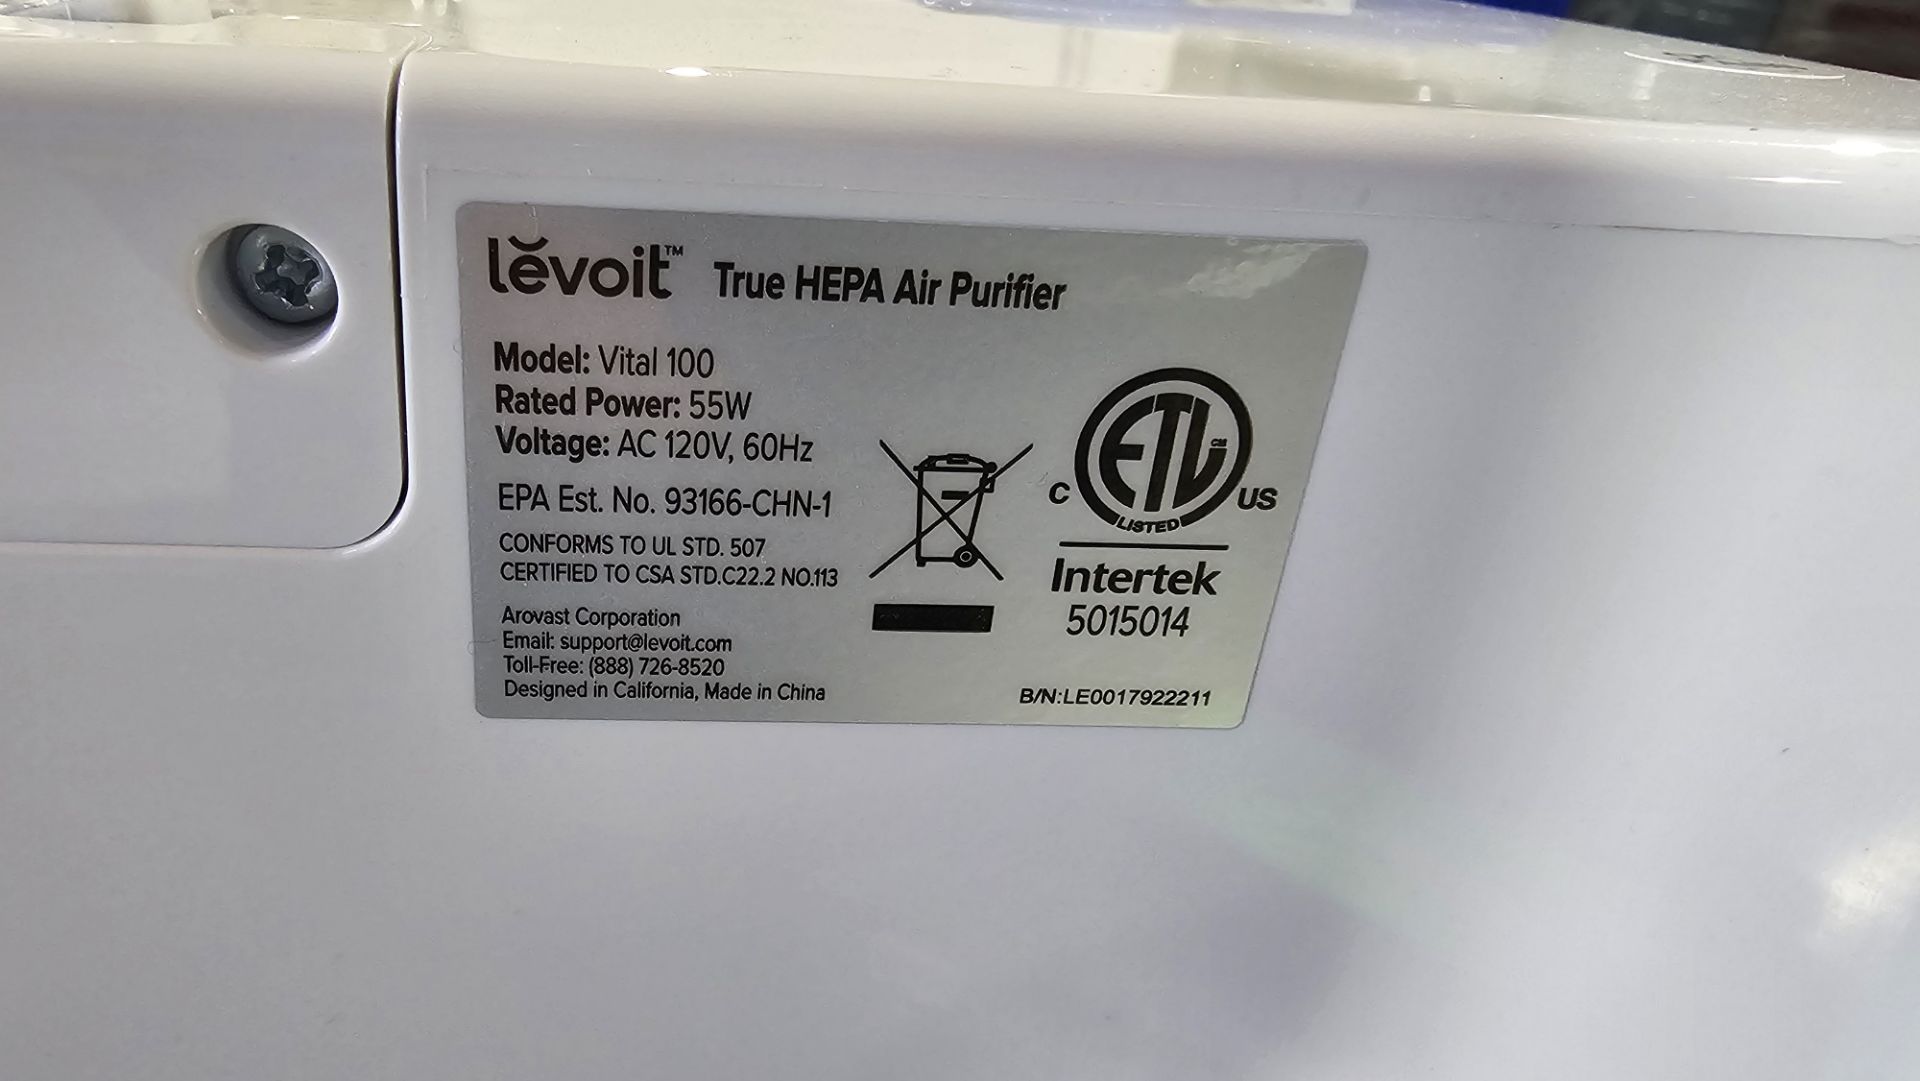 lěvoit™ True HEPA Air Purifier
Model: Vital 100
Rated Power: 55W
Voltage: AC 120V, 60Hz
EPA Est. No. 93166-CHN-1
CONFORMS TO UL STD. 507
CERTIFIED TO CSA STD.C22.2 NO.113
Arovast Corporation
Email: support@levoit.com
Toll-Free: (888) 726-8520
Designed in California, Made in China
C ETL CM US
LISTED
Intertek
5015014
B/N:LE0017922211